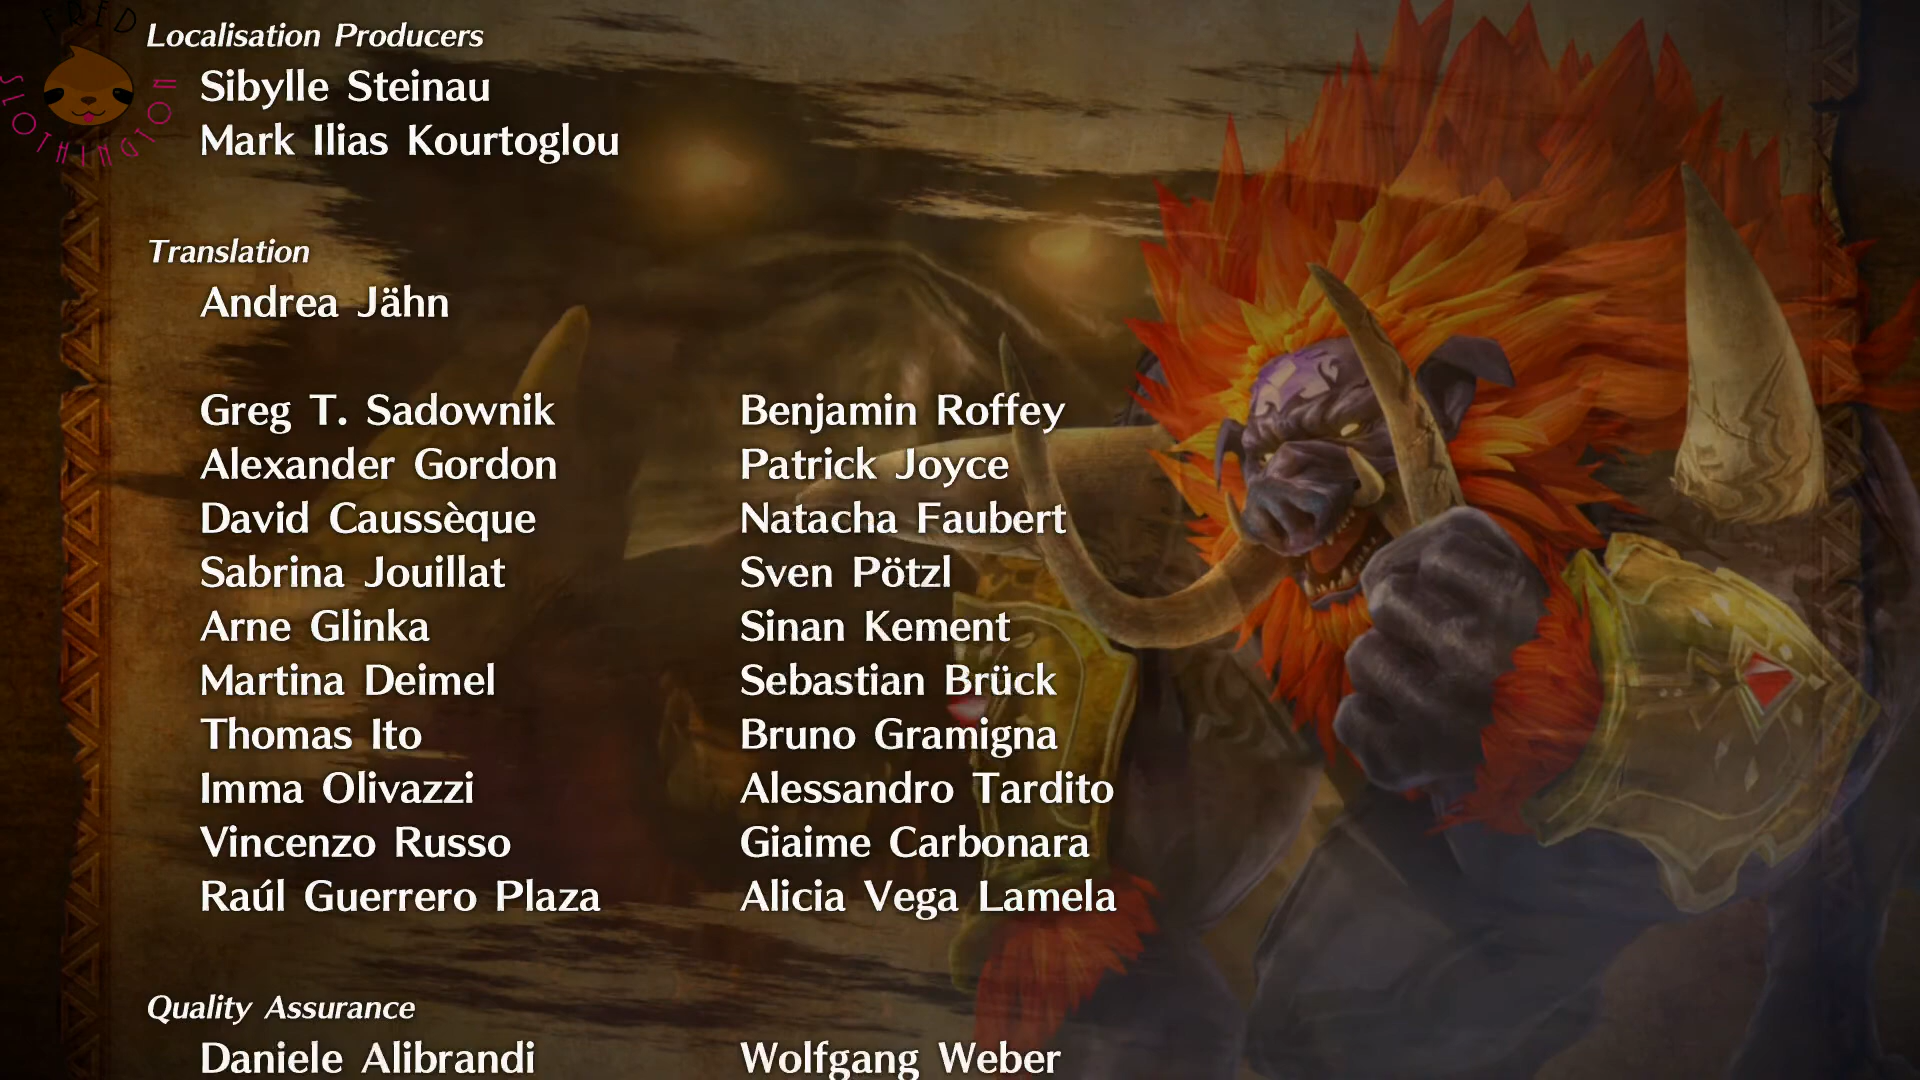 FRED
SLOTHINGTON
Localisation Producers
Sibylle Steinau
Mark Ilias Kourtoglou
Translation
Andrea Jähn
Greg T. Sadownik Benjamin Roffey
Alexander Gordon Patrick Joyce
David Caussèque Natacha Faubert
Sabrina Jouillat Sven Pötzl
Arne Glinka Sinan Kement
Martina Deimel Sebastian Brück
Thomas Ito Bruno Gramigna
Imma Olivazzi Alessandro Tardito
Vincenzo Russo Giaime Carbonara
Raúl Guerrero Plaza Alicia Vega Lamela
Quality Assurance
Daniele Alibrandi Wolfgang Weber